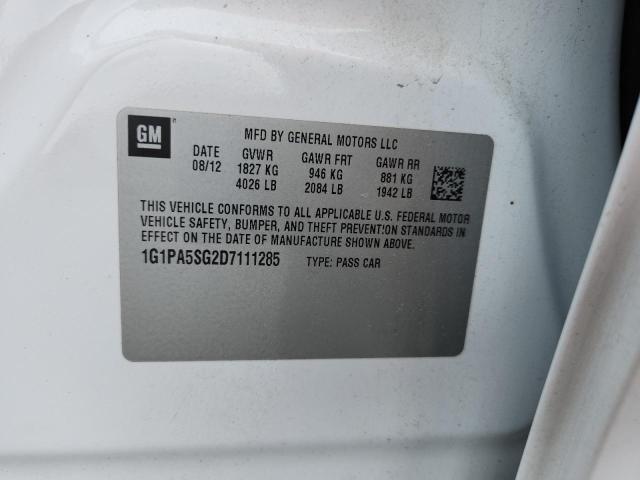 GM
MFD BY GENERAL MOTORS LLC
DATE GVWR GAWR FRT GAWR RR
08/12 1827 KG 946 KG 881 KG
4026 LB 2084 LB 1942 LB
THIS VEHICLE CONFORMS TO ALL APPLICABLE U.S. FEDERAL MOTOR
VEHICLE SAFETY, BUMPER, AND THEFT PREVENTION STANDARDS IN
EFFECT ON THE DATE OF MANUFACTURE SHOWN ABOVE.
1G1PA5SG2D7111285 TYPE: PASS CAR